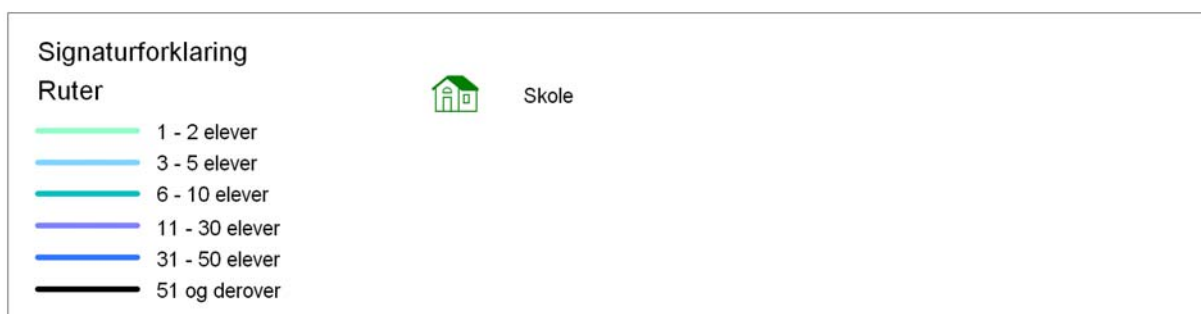 Signaturforklaring
Ruter
Skole
1 - 2 elever
3 - 5 elever
6 - 10 elever
11 - 30 elever
31 - 50 elever
51 og derover